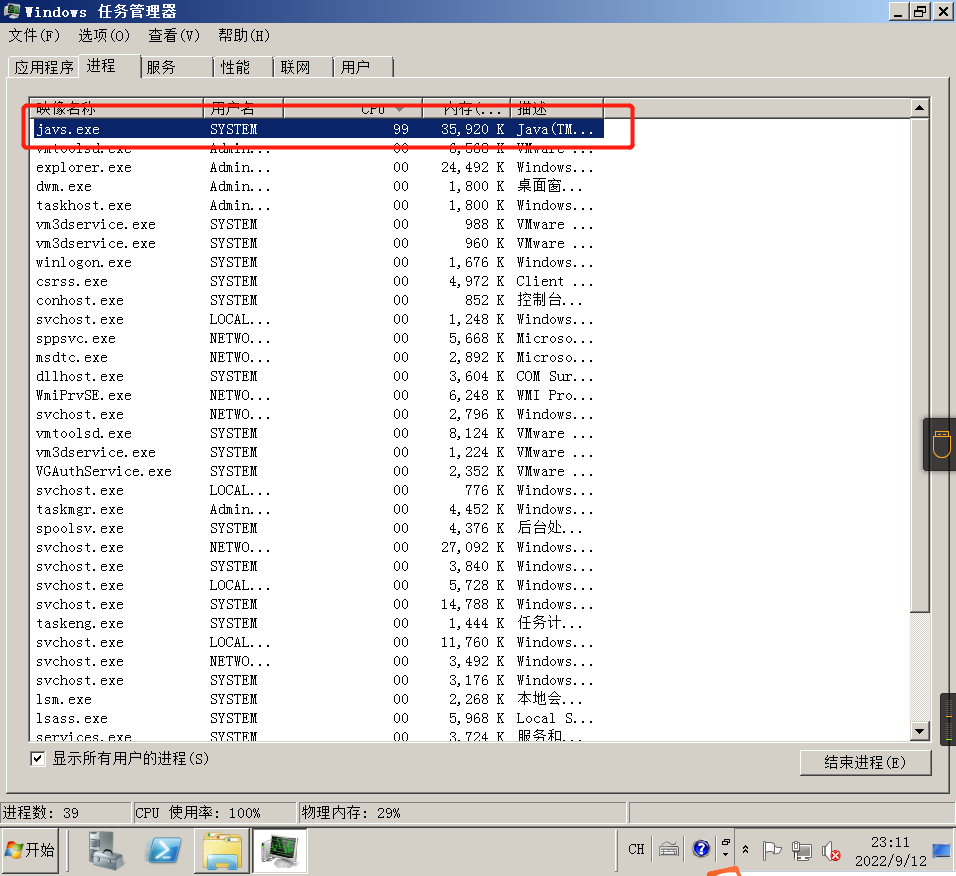 Windows 任务管理器
文件(F) 选项(O) 查看(V) 帮助(H)
应用程序 进程 服务 性能 联网 用户
映像名称 用户名 CPU 内存(... 描述
javs.exe SYSTEM 99 35,920 K Java(TM...
vmtoolsd.exe Admin... 00 6,568 K VMware ...
explorer.exe Admin... 00 24,492 K Windows...
dwm.exe Admin... 00 1,800 K 桌面窗...
taskhost.exe Admin... 00 1,800 K Windows...
vm3dservice.exe SYSTEM 00 988 K VMware ...
vm3dservice.exe SYSTEM 00 960 K VMware ...
winlogon.exe SYSTEM 00 1,676 K Windows...
csrss.exe SYSTEM 00 4,972 K Client ...
conhost.exe SYSTEM 00 852 K 控制台...
svchost.exe LOCAL... 00 1,248 K Windows...
sppsvc.exe NETWO... 00 5,668 K Microso...
msdtc.exe NETWO... 00 2,892 K Microso...
dllhost.exe SYSTEM 00 3,604 K COM Sur...
WmiPrvSE.exe NETWO... 00 6,248 K WMI Pro...
svchost.exe NETWO... 00 2,796 K Windows...
vmtoolsd.exe SYSTEM 00 8,124 K VMware ...
vm3dservice.exe SYSTEM 00 1,224 K VMware ...
VGAuthService.exe SYSTEM 00 2,352 K VMware ...
svchost.exe LOCAL... 00 776 K Windows...
taskmgr.exe Admin... 00 4,452 K Windows...
spoolsv.exe SYSTEM 00 4,376 K 后台处...
svchost.exe NETWO... 00 27,092 K Windows...
svchost.exe SYSTEM 00 3,840 K Windows...
svchost.exe LOCAL... 00 5,728 K Windows...
svchost.exe SYSTEM 00 14,788 K Windows...
taskeng.exe SYSTEM 00 1,444 K 任务计...
svchost.exe LOCAL... 00 11,760 K Windows...
svchost.exe NETWO... 00 3,492 K Windows...
svchost.exe SYSTEM 00 3,176 K Windows...
lsm.exe SYSTEM 00 2,268 K 本地会...
lsass.exe SYSTEM 00 5,968 K Local S...
services.exe SYSTEM 00 3,724 K 服务和...
显示所有用户的进程(S) 结束进程(E)
进程数: 39 CPU 使用率: 100% 物理内存: 29%
开始 CH 23:11
2022/9/12